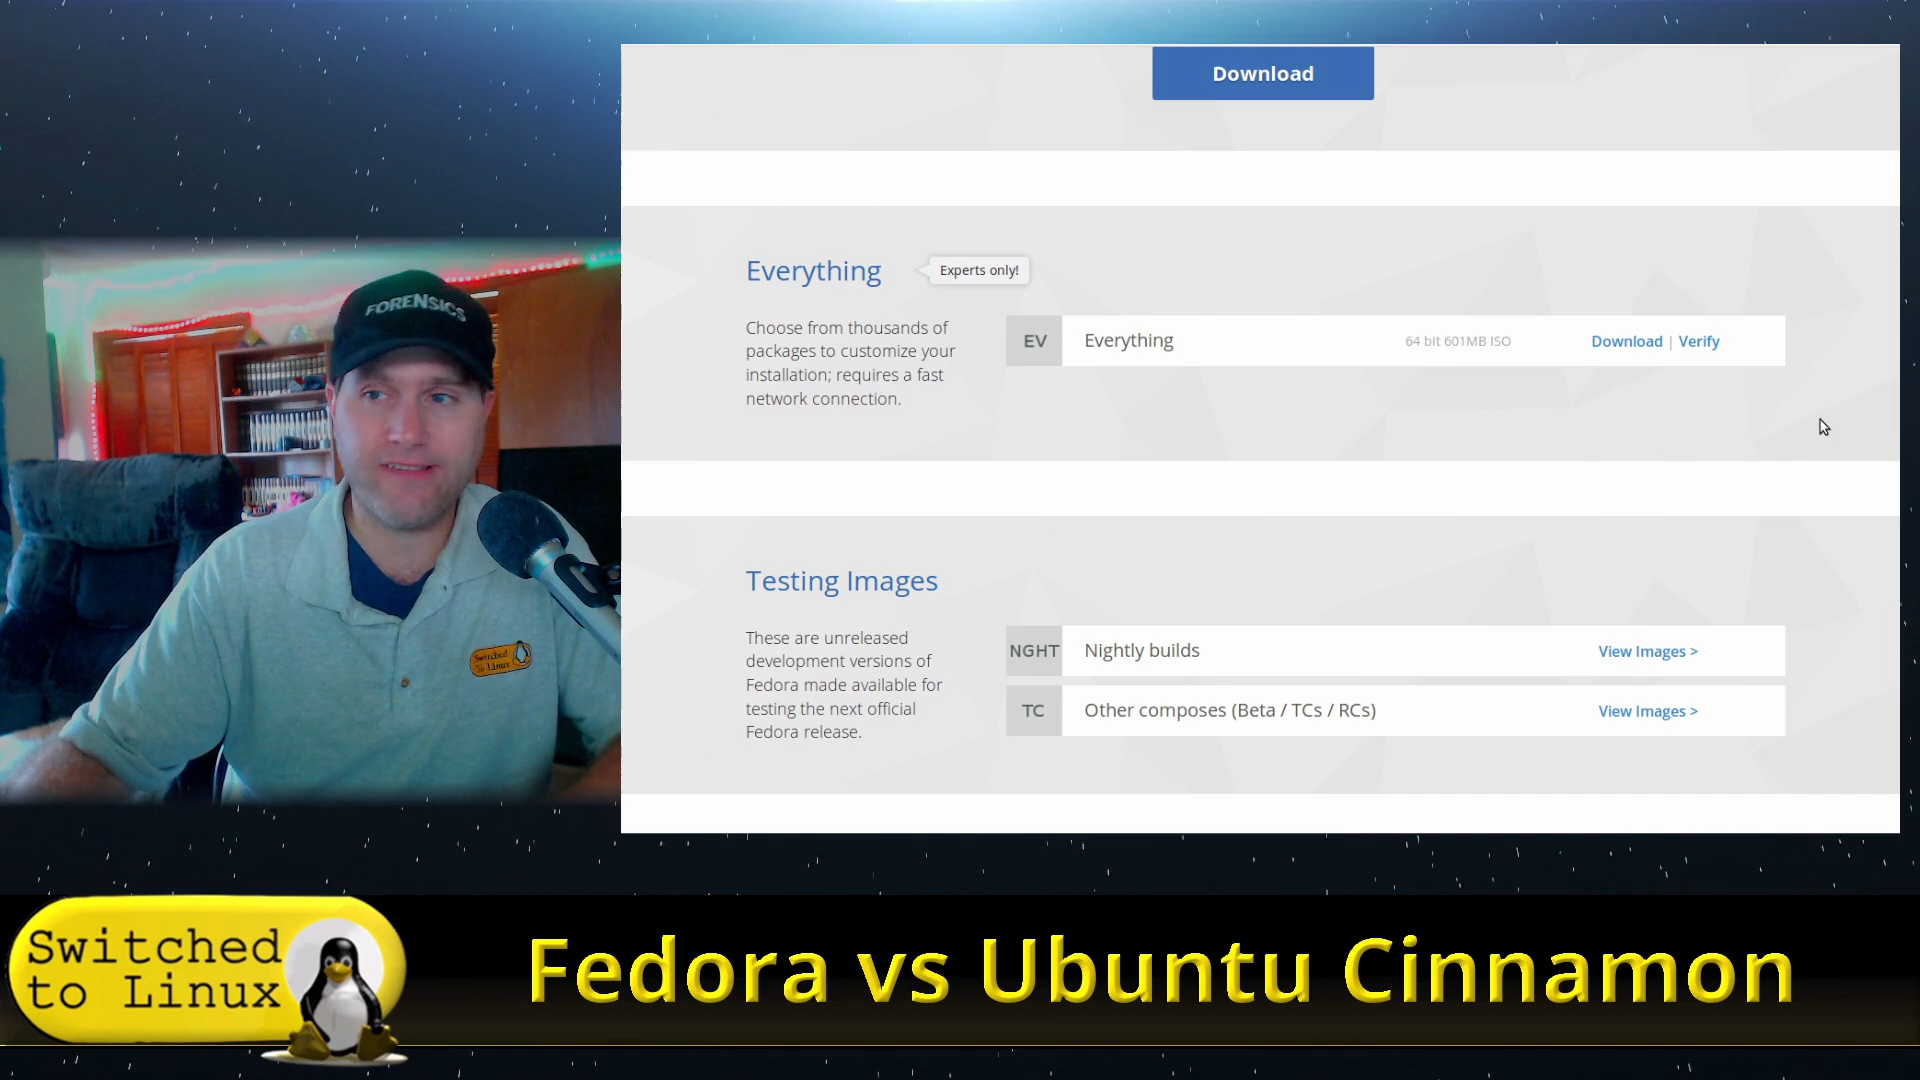 Download
Everything
Experts only!
Choose from thousands of
packages to customize your
installation; requires a fast
network connection.
EV Everything 64 bit 601MB ISO Download | Verify
FORENSICS
Testing Images
These are unreleased
development versions of
Fedora made available for
testing the next official
Fedora release.
NGHT Nightly builds View Images >
TC Other composes (Beta / TCs / RCs) View Images >
Switched
to Linux
Switched
to Linux
Fedora vs Ubuntu Cinnamon